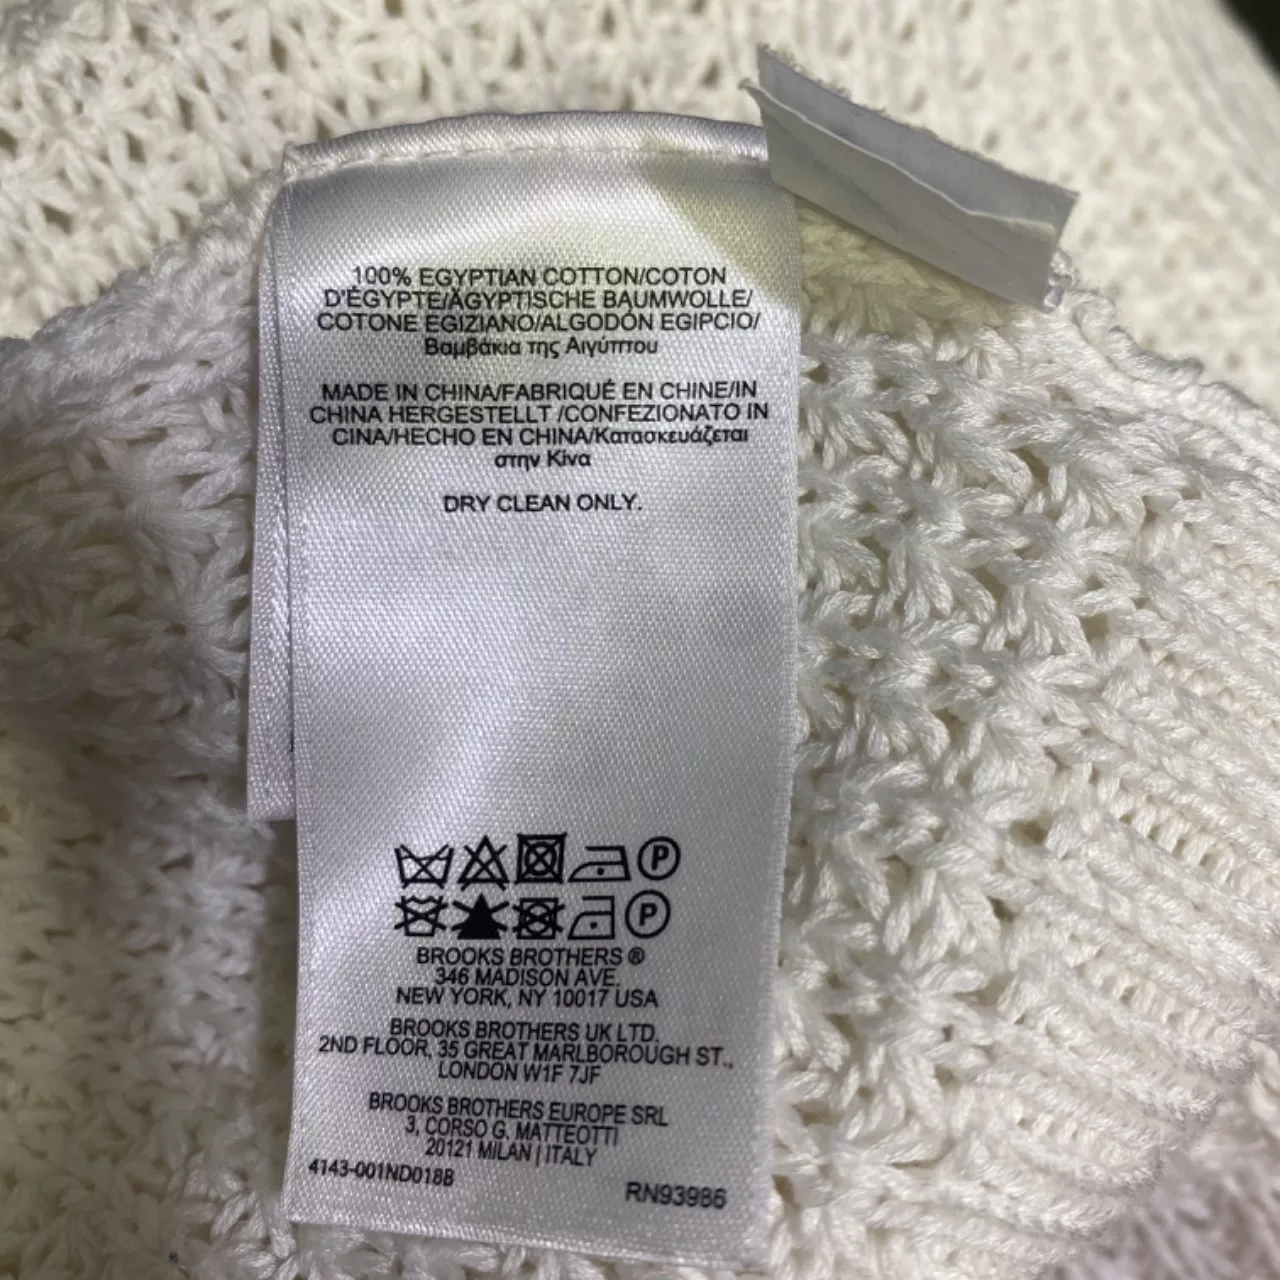 100% EGYPTIAN COTTON/COTON
D'ÉGYPTE/ÄGYPTISCHE BAUMWOLLE/
COTONE EGIZIANO/ALGODÓN EGIPCIO/
Βαμβάκια της Αιγύπτου
MADE IN CHINA/FABRIQUÉ EN CHINE/IN
CHINA HERGESTELLT /CONFEZIONATO IN
CINA/HECHO EN CHINA/Κατασκευάζεται
στην Κίνα
DRY CLEAN ONLY.
P
P
BROOKS BROTHERS ®
346 MADISON AVE.
NEW YORK, NY 10017 USA
BROOKS BROTHERS UK LTD.
2ND FLOOR, 35 GREAT MARLBOROUGH ST.,
LONDON W1F 7JF
BROOKS BROTHERS EUROPE SRL
3, CORSO G. MATTEOTTI
20121 MILAN | ITALY
4143-001ND018B
RN93986